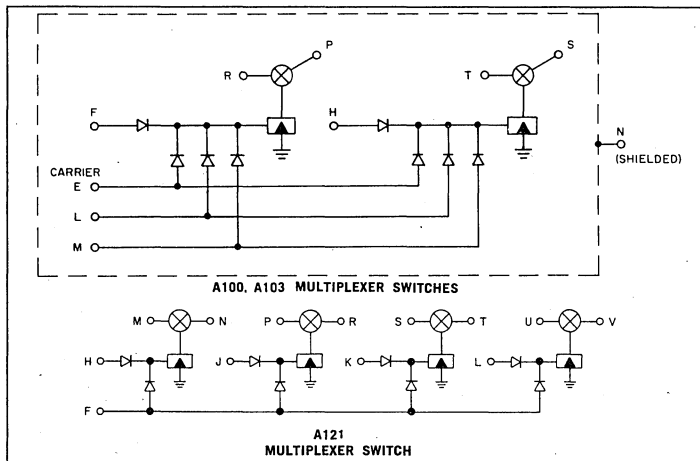 P
S
R
T
F
H
N
(SHIELDED)
CARRIER
E
L
M
A100, A103 MULTIPLEXER SWITCHES
M N P R S T U V
H J K L
F
A121
MULTIPLEXER SWITCH